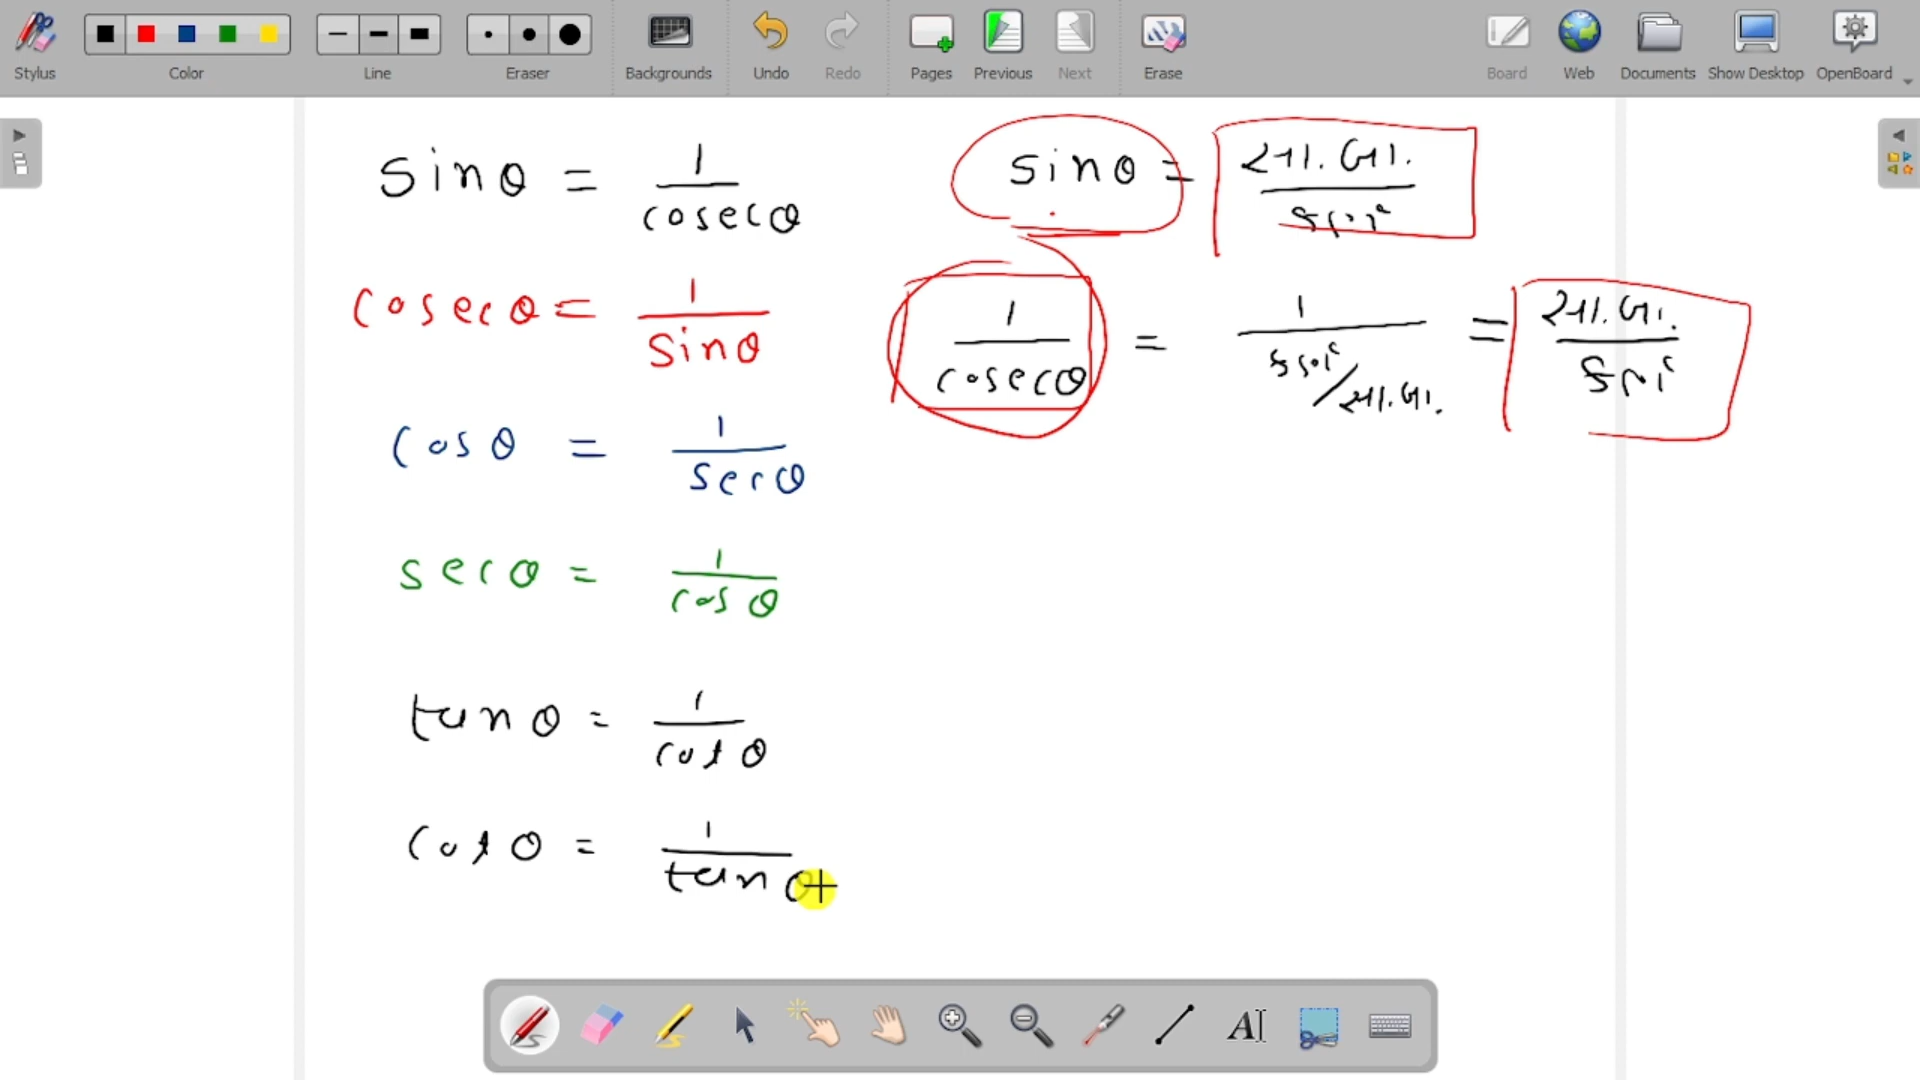 Stylus Color Line Eraser Backgrounds Undo Redo Pages Previous Next Erase Board Web Documents Show Desktop OpenBoard
sinθ = 1/cosecθ
cosecθ = 1/sinθ
cosθ = 1/secθ
secθ = 1/cosθ
tanθ = 1/cotθ
cotθ = 1/tanθ
sinθ = સા.બા./કર્ણ
1/cosecθ = 1/કર્ણ/સા.બા. = સા.બા./કર્ણ